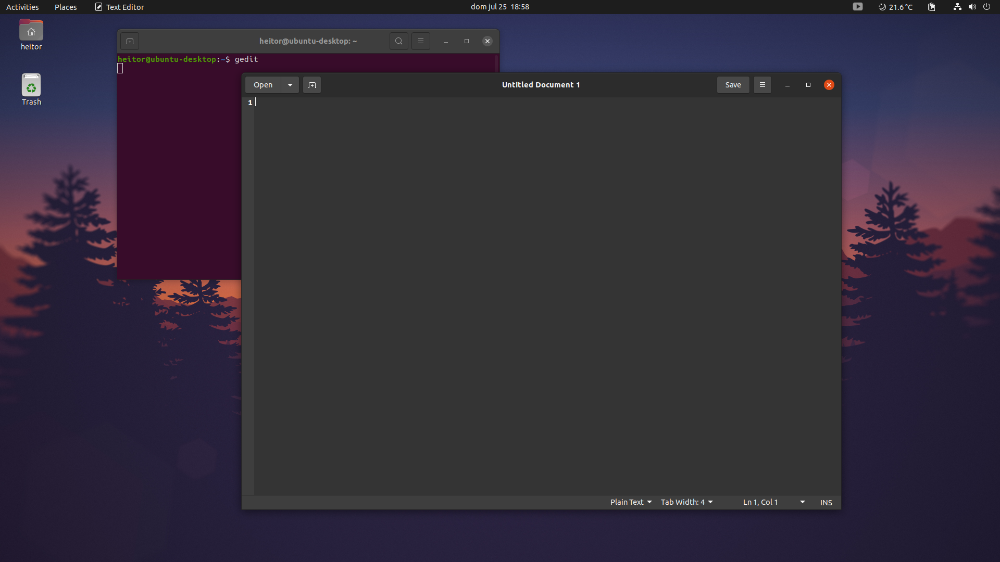 Activities Places Text Editor dom jul 25 18:58 21.6 °C
heitor
Trash
heitor@ubuntu-desktop: ~
heitor@ubuntu-desktop:~$ gedit
Open Untitled Document 1 Save
1
Plain Text Tab Width: 4 Ln 1, Col 1 INS